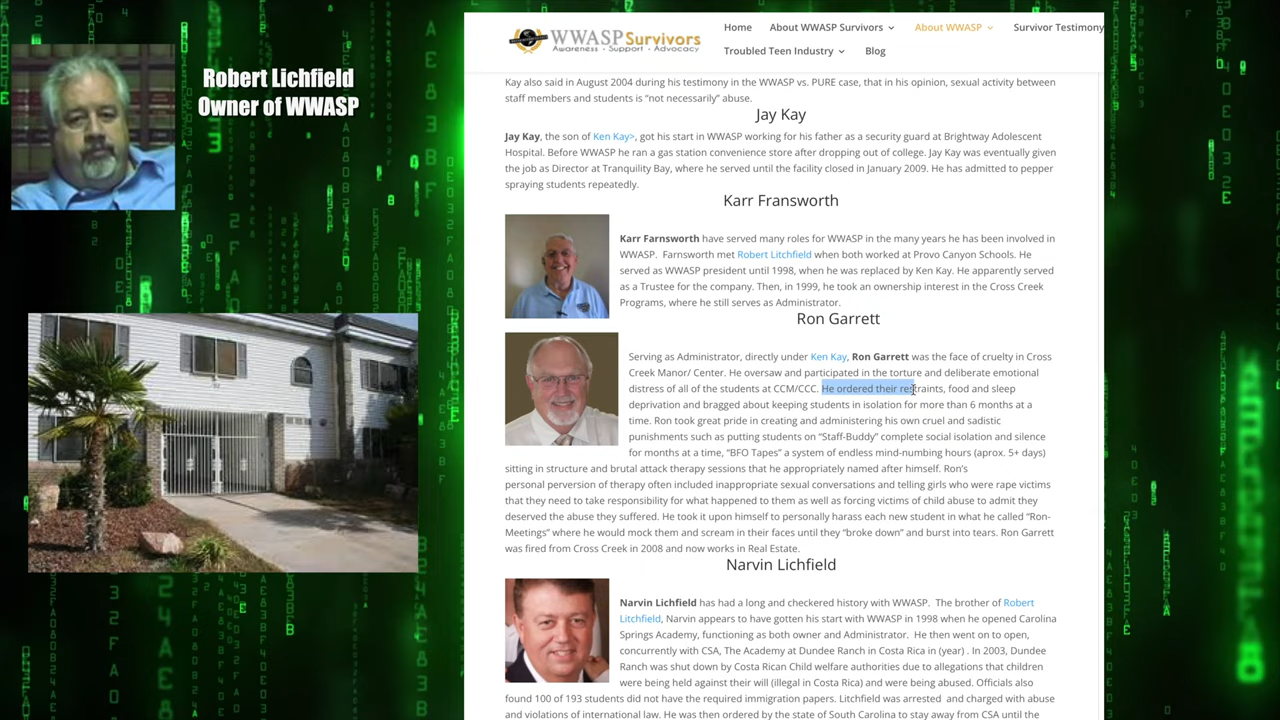 Robert Lichfield
Owner of WWASP
WWASP Survivors
Awareness · Support · Advocacy
Home
About WWASP Survivors
About WWASP
Survivor Testimony
Troubled Teen Industry
Blog
Kay also said in August 2004 during his testimony in the WWASP vs. PURE case, that in his opinion, sexual activity between
staff members and students is “not necessarily” abuse.
Jay Kay
Jay Kay, the son of Ken Kay>, got his start in WWASP working for his father as a security guard at Brightway Adolescent
Hospital. Before WWASP he ran a gas station convenience store after dropping out of college. Jay Kay was eventually given
the job as Director at Tranquility Bay, where he served until the facility closed in January 2009. He has admitted to pepper
spraying students repeatedly.
Karr Fransworth
Karr Farnsworth have served many roles for WWASP in the many years he has been involved in
WWASP.  Farnsworth met Robert Litchfield when both worked at Provo Canyon Schools. He
served as WWASP president until 1998, when he was replaced by Ken Kay. He apparently served
as a Trustee for the company. Then, in 1999, he took an ownership interest in the Cross Creek
Programs, where he still serves as Administrator.
Ron Garrett
Serving as Administrator, directly under Ken Kay, Ron Garrett was the face of cruelty in Cross
Creek Manor/ Center. He oversaw and participated in the torture and deliberate emotional
distress of all of the students at CCM/CCC. He ordered their restraints, food and sleep
deprivation and bragged about keeping students in isolation for more than 6 months at a
time. Ron took great pride in creating and administering his own cruel and sadistic
punishments such as putting students on “Staff-Buddy” complete social isolation and silence
for months at a time, “BFO Tapes” a system of endless mind-numbing hours (aprox. 5+ days)
sitting in structure and brutal attack therapy sessions that he appropriately named after himself. Ron’s
personal perversion of therapy often included inappropriate sexual conversations and telling girls who were rape victims
that they need to take responsibility for what happened to them as well as forcing victims of child abuse to admit they
deserved the abuse they suffered. He took it upon himself to personally harass each new student in what he called “Ron-
Meetings” where he would mock them and scream in their faces until they “broke down” and burst into tears. Ron Garrett
was fired from Cross Creek in 2008 and now works in Real Estate.
Narvin Lichfield
Narvin Lichfield has had a long and checkered history with WWASP.  The brother of Robert
Litchfield, Narvin appears to have gotten his start with WWASP in 1998 when he opened Carolina
Springs Academy, functioning as both owner and Administrator.  He then went on to open,
concurrently with CSA, The Academy at Dundee Ranch in Costa Rica in (year) . In 2003, Dundee
Ranch was shut down by Costa Rican Child welfare authorities due to allegations that children
were being held against their will (illegal in Costa Rica) and were being abused. Officials also
found 100 of 193 students did not have the required immigration papers. Litchfield was arrested  and charged with abuse
and violations of international law. He was then ordered by the state of South Carolina to stay away from CSA until the